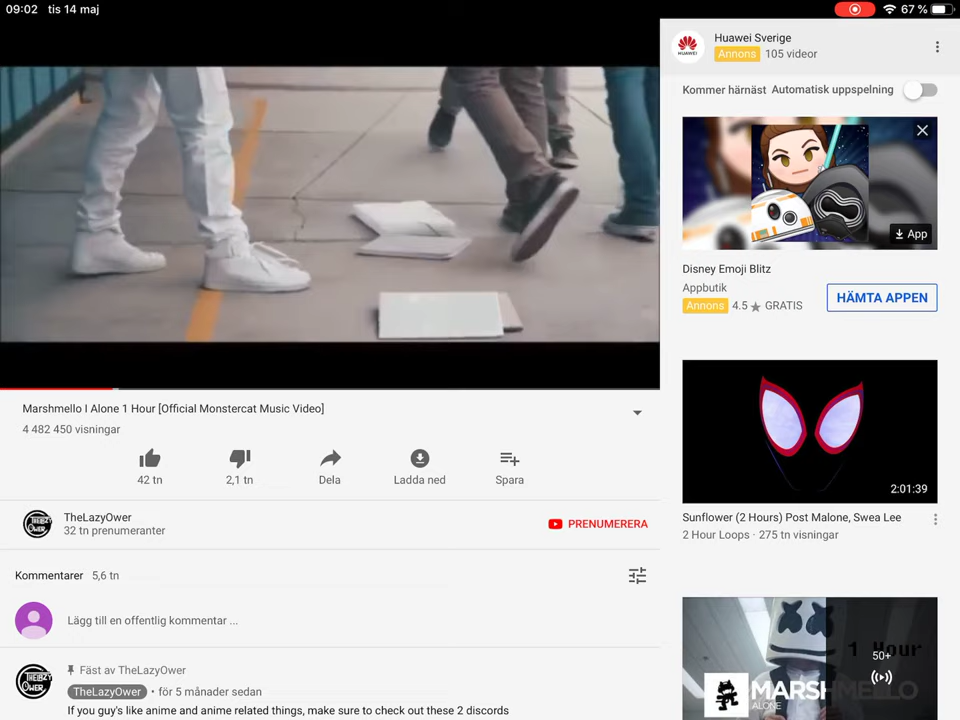 09:02 tis 14 maj
67 %
Marshmello I Alone 1 Hour [Official Monstercat Music Video]
4 482 450 visningar
42 tn
2,1 tn
Dela
Ladda ned
Spara
TheLazyOwer
32 tn prenumeranter
PRENUMERERA
Kommentarer 5,6 tn
Lägg till en offentlig kommentar ...
Fäst av TheLazyOwer
TheLazyOwer • för 5 månader sedan
If you guy's like anime and anime related things, make sure to check out these 2 discords
HUAWEI
Huawei Sverige
Annons 105 videor
Kommer härnäst Automatisk uppspelning
App
Disney Emoji Blitz
Appbutik
Annons 4.5 ★ GRATIS
HÄMTA APPEN
2:01:39
Sunflower (2 Hours) Post Malone, Swea Lee
2 Hour Loops · 275 tn visningar
1 Hour
50+
MARSHMELLO
ALONE